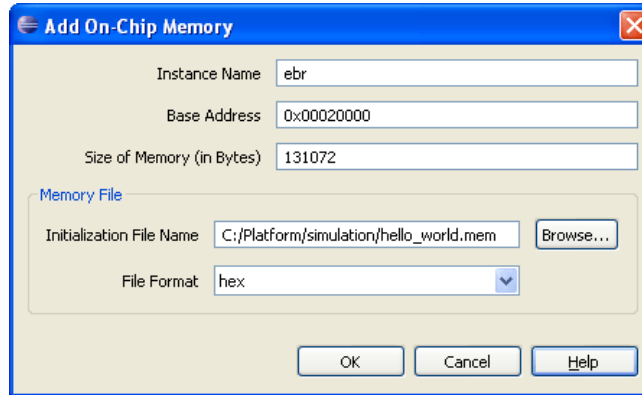 Add On-Chip Memory
Instance Name ebr
Base Address 0x00020000
Size of Memory (in Bytes) 131072
Memory File
Initialization File Name C:/Platform/simulation/hello_world.mem Browse...
File Format hex
OK Cancel Help